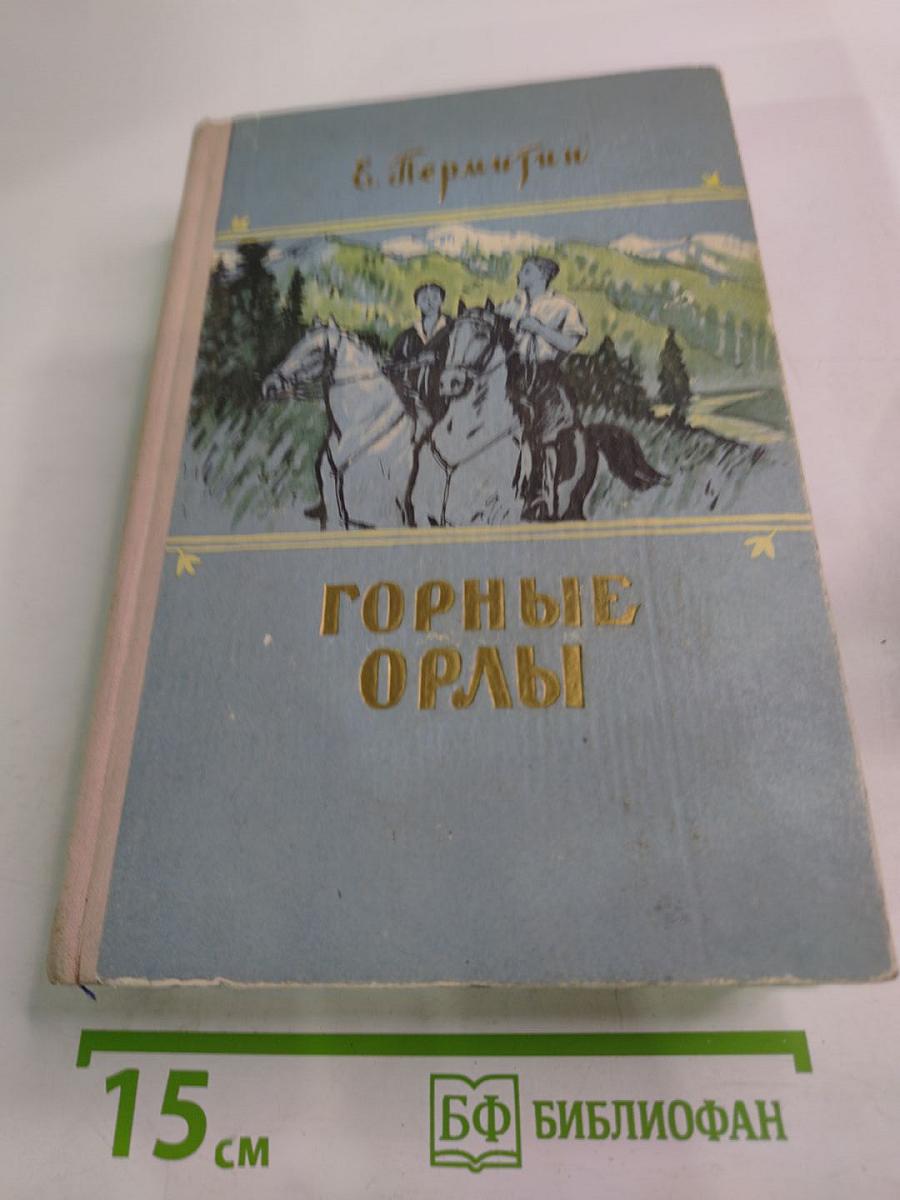 Е. Пермитин
ГОРНЫЕ
ОРЛЫ
15 см
БФ БИБЛИОФАН